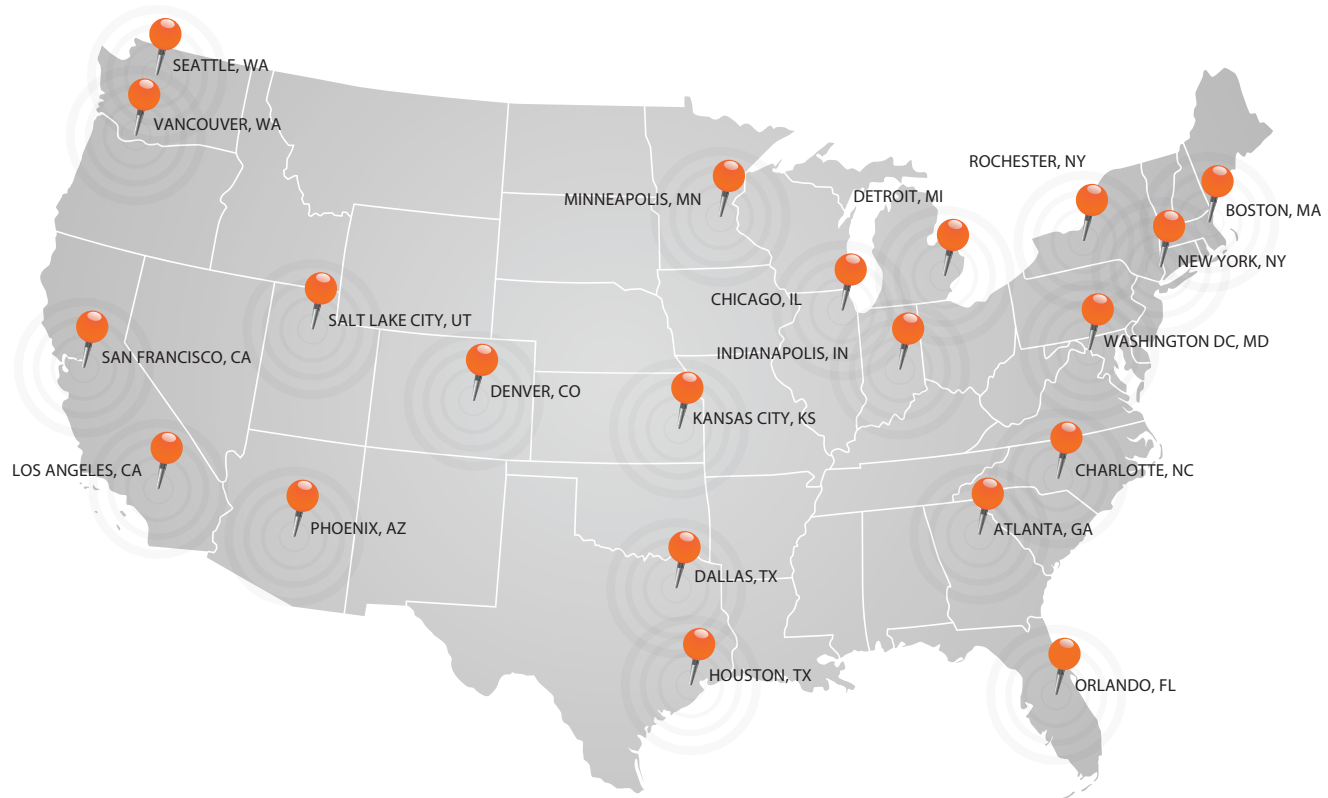 SEATTLE, WA
VANCOUVER, WA
ROCHESTER, NY
MINNEAPOLIS, MN
DETROIT, MI
BOSTON, MA
NEW YORK, NY
CHICAGO, IL
SALT LAKE CITY, UT
WASHINGTON DC, MD
INDIANAPOLIS, IN
SAN FRANCISCO, CA
DENVER, CO
KANSAS CITY, KS
LOS ANGELES, CA
CHARLOTTE, NC
PHOENIX, AZ
ATLANTA, GA
DALLAS,TX
HOUSTON, TX
ORLANDO, FL